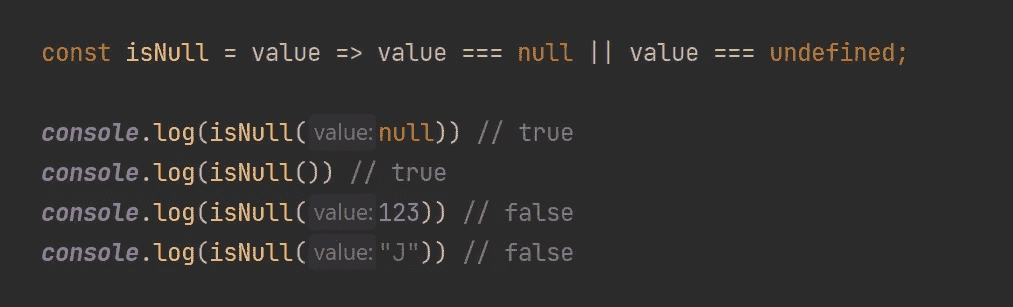 const isNull = value => value === null || value === undefined;
console.log(isNull( value: null)) // true
console.log(isNull()) // true
console.log(isNull( value: 123)) // false
console.log(isNull( value: "J")) // false